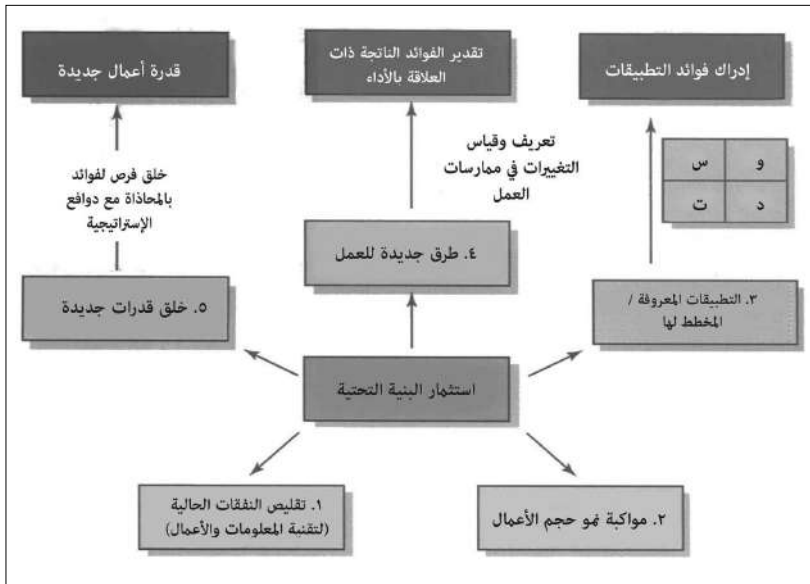 إدراك فوائد التطبيقات
تقدير الفوائد الناتجة ذات
العلاقة بالأداء
قدرة أعمال جديدة
و س
د ت
تعريف وقياس
التغييرات في ممارسات
العمل
خلق فرص لفوائد
بالمحاذاة مع دوافع
الإستراتيجية
٣. التطبيقات المعروفة /
المخطط لها
٤. طرق جديدة للعمل
٥. خلق قدرات جديدة
استثمار البنية التحتية
٢. مواكبة نمو حجم الأعمال
١. تقليص النفقات الحالية
(لتقنية المعلومات والأعمال)